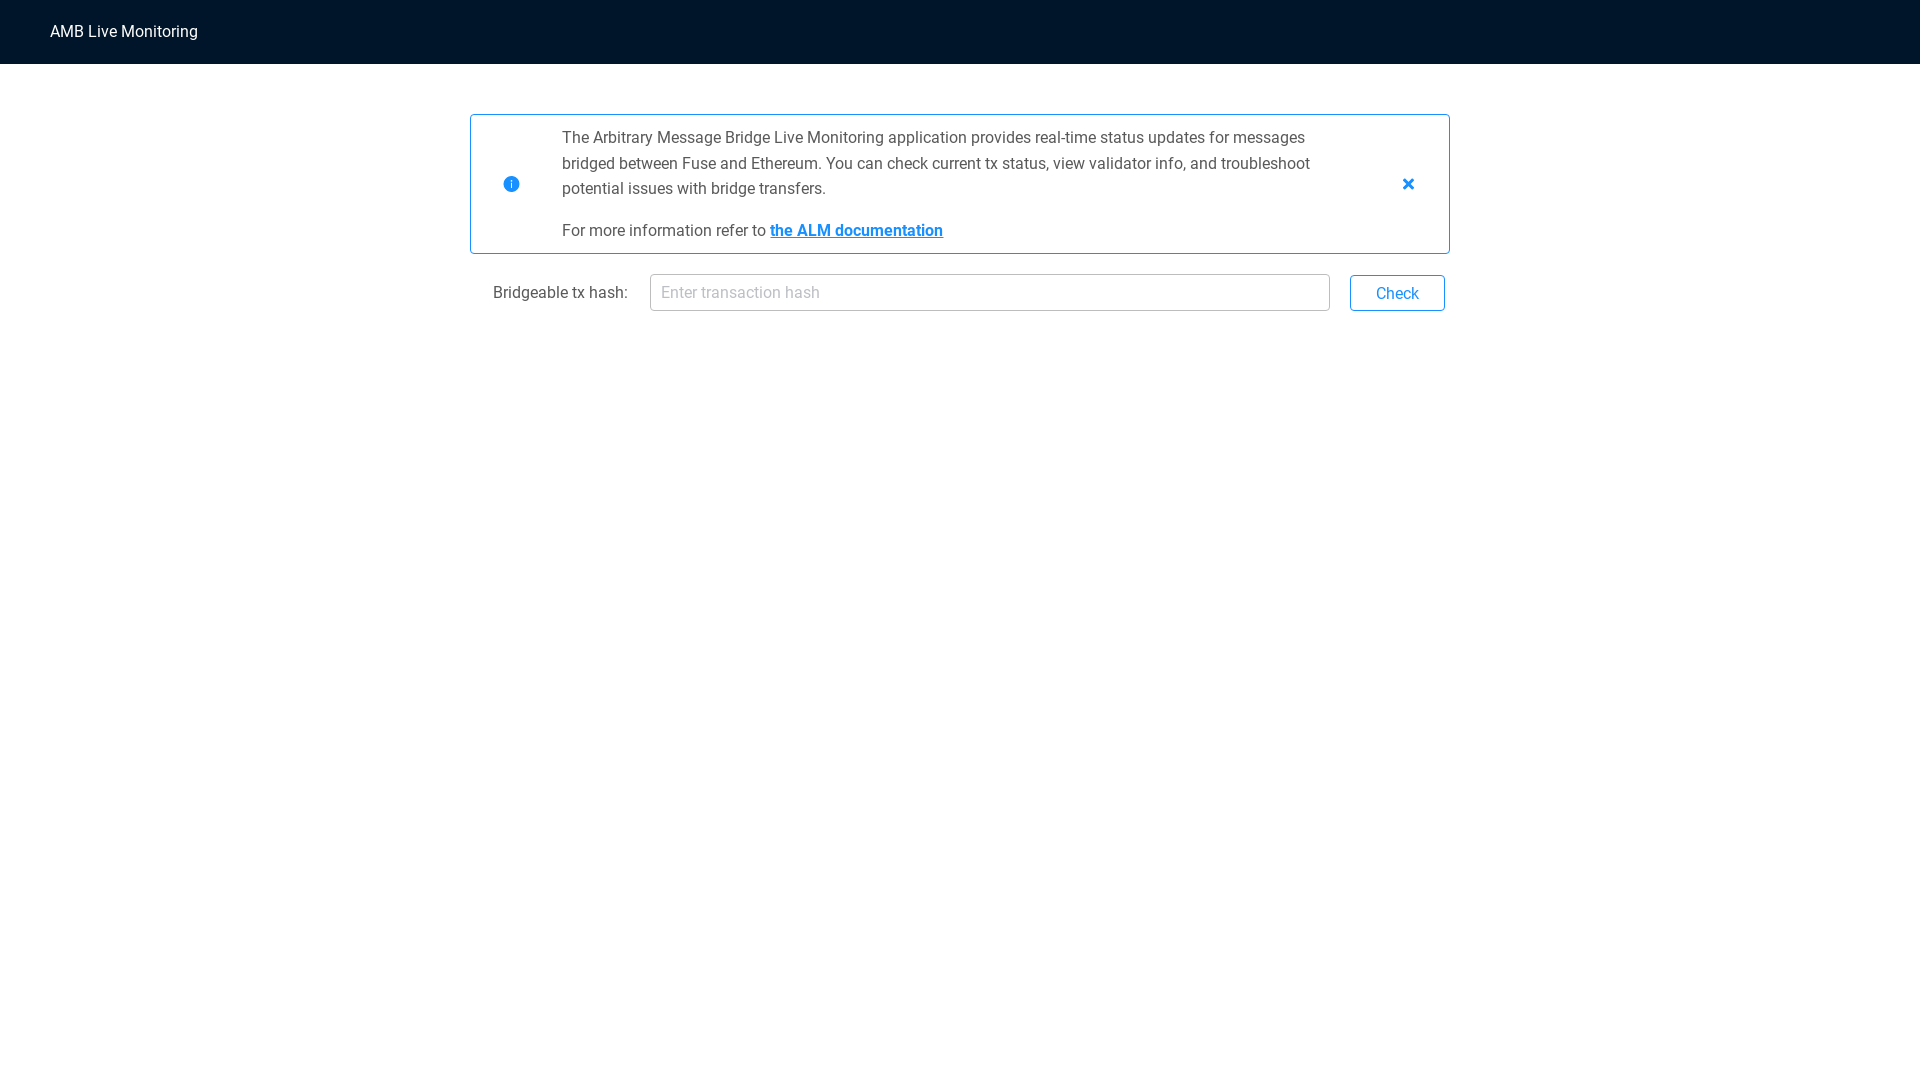 AMB Live Monitoring
The Arbitrary Message Bridge Live Monitoring application provides real-time status updates for messages
bridged between Fuse and Ethereum. You can check current tx status, view validator info, and troubleshoot
potential issues with bridge transfers.
For more information refer to the ALM documentation
Bridgeable tx hash: Enter transaction hash Check